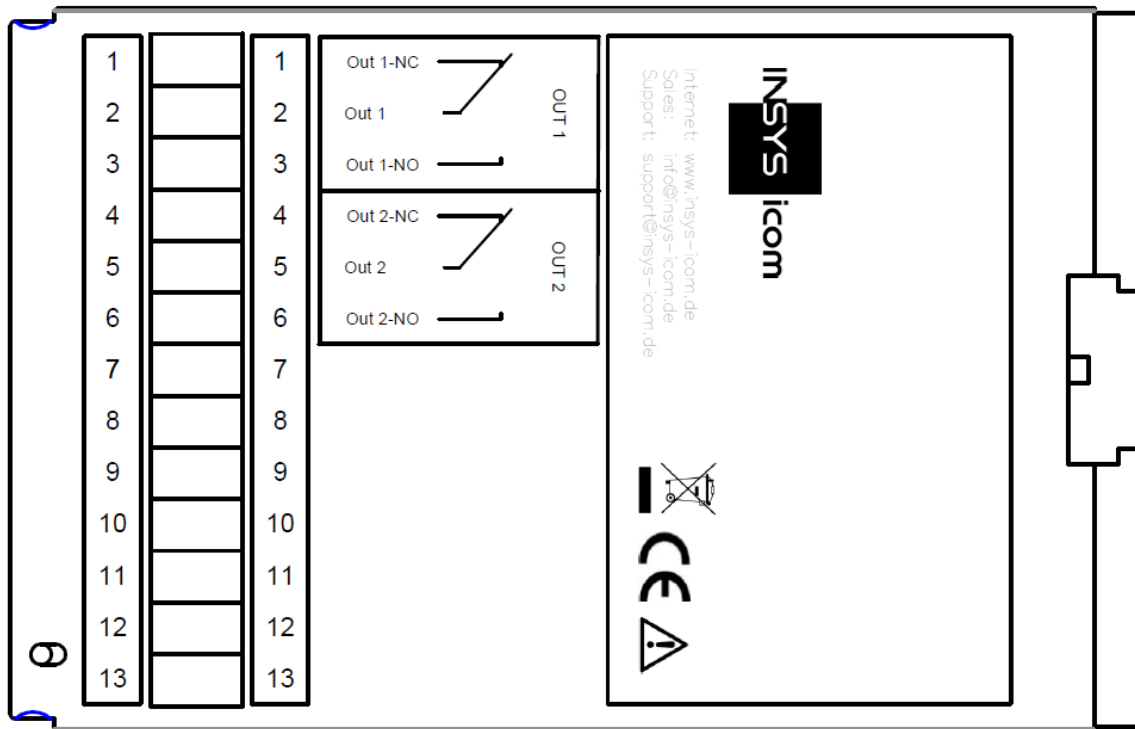 1
2
3
4
5
6
7
8
9
10
11
12
13
1
2
3
4
5
6
7
8
9
10
11
12
13
Out 1-NC
Out 1
Out 1-NO
OUT 1
Out 2-NC
Out 2
Out 2-NO
OUT 2
INSYS icom
Internet: www.insys-icom.de
Sales: info@insys-icom.de
Support: support@insys-icom.de
CE